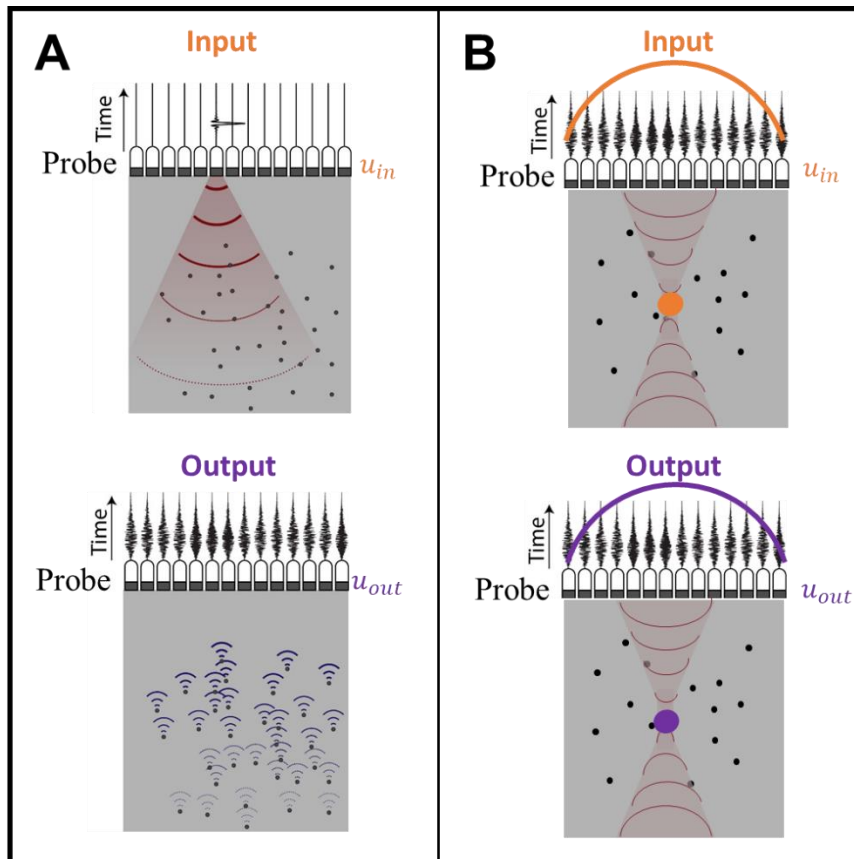 A
Input
Time
Probe
u_in
Output
Time
Probe
u_out
B
Input
Time
Probe
u_in
Output
Time
Probe
u_out